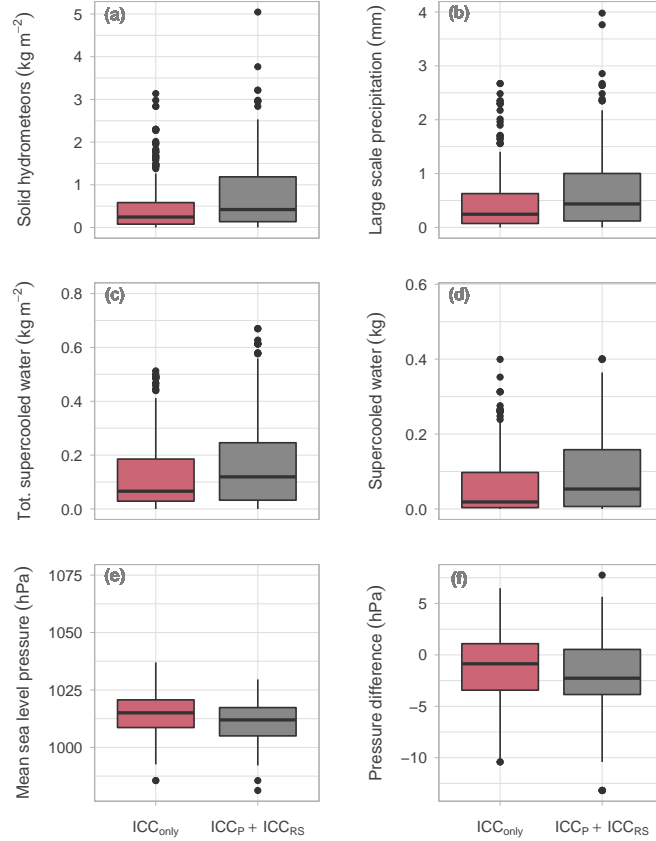 (a)
Solid hydrometeors (kg m⁻²)
5
4
3
2
1
0
(b)
Large scale precipitation (mm)
4
3
2
1
0
(c)
Tot. supercooled water (kg m⁻²)
0.8
0.6
0.4
0.2
0.0
(d)
Supercooled water (kg)
0.6
0.4
0.2
0.0
(e)
Mean sea level pressure (hPa)
1075
1050
1025
1000
(f)
Pressure difference (hPa)
5
0
−5
−10
ICC_only ICC_P + ICC_RS
ICC_only ICC_P + ICC_RS